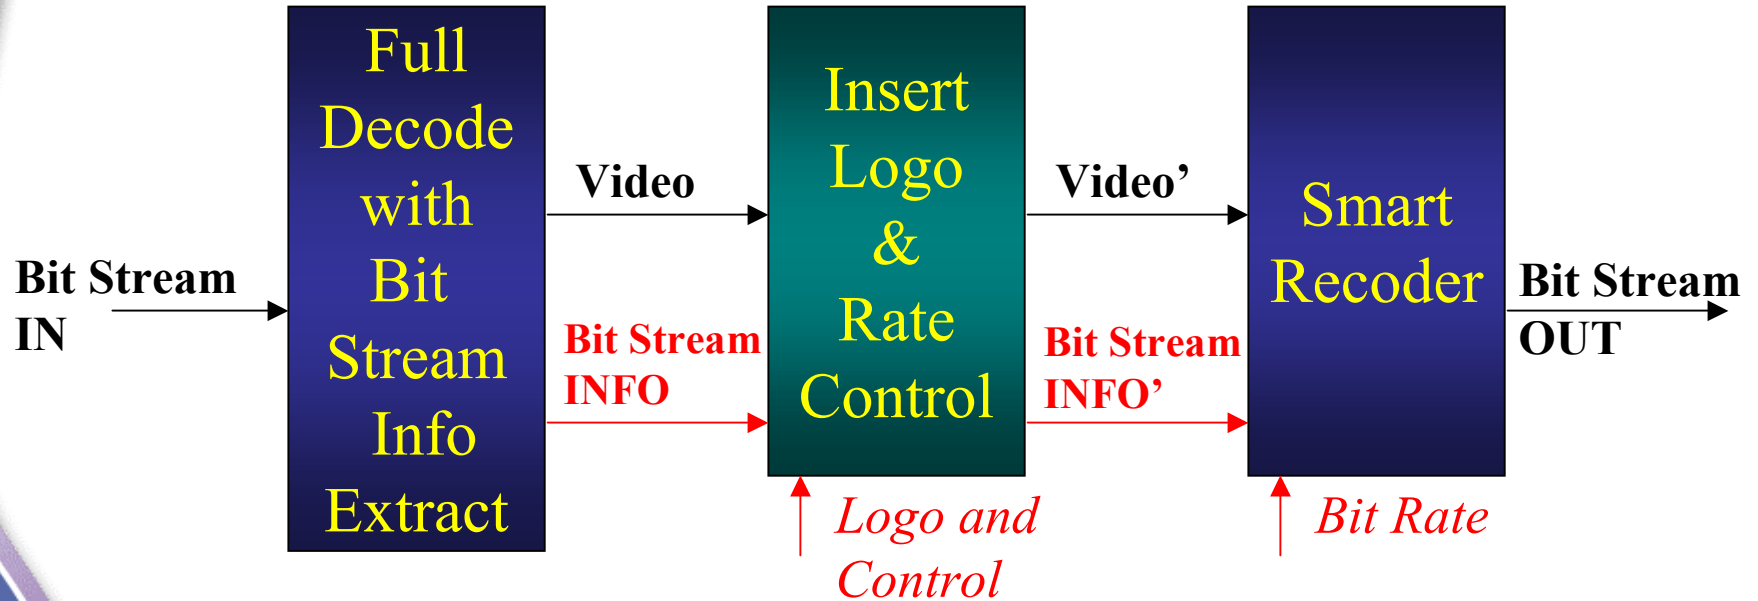 Bit Stream
IN
Full
Decode
with
Bit
Stream
Info
Extract
Video
Bit Stream
INFO
Insert
Logo
&
Rate
Control
Logo and
Control
Video’
Bit Stream
INFO’
Smart
Recoder
Bit Rate
Bit Stream
OUT